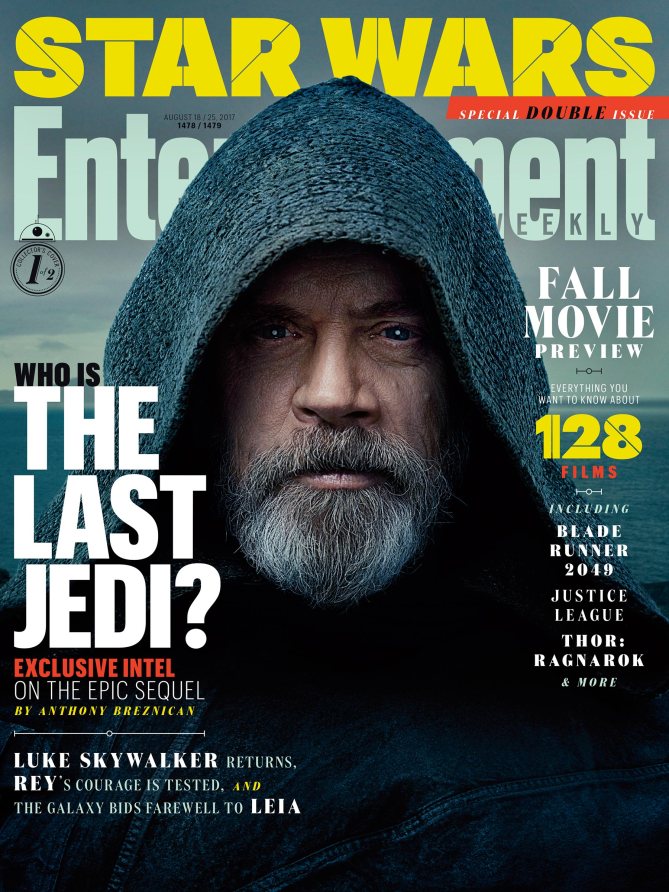 STAR WARS
SPECIAL DOUBLE ISSUE
AUGUST 18 / 25, 2017
1478 / 1479
Enter ment
WEEKLY
COLLECTOR'S COVER
1 of 2
FALL
MOVIE
PREVIEW
EVERYTHING YOU
WANT TO KNOW ABOUT
128
FILMS
INCLUDING
BLADE
RUNNER
2049
JUSTICE
LEAGUE
THOR:
RAGNAROK
& MORE
WHO IS
THE
LAST
JEDI?
EXCLUSIVE INTEL
ON THE EPIC SEQUEL
BY ANTHONY BREZNICAN
LUKE SKYWALKER RETURNS,
REY'S COURAGE IS TESTED, AND
THE GALAXY BIDS FAREWELL TO LEIA